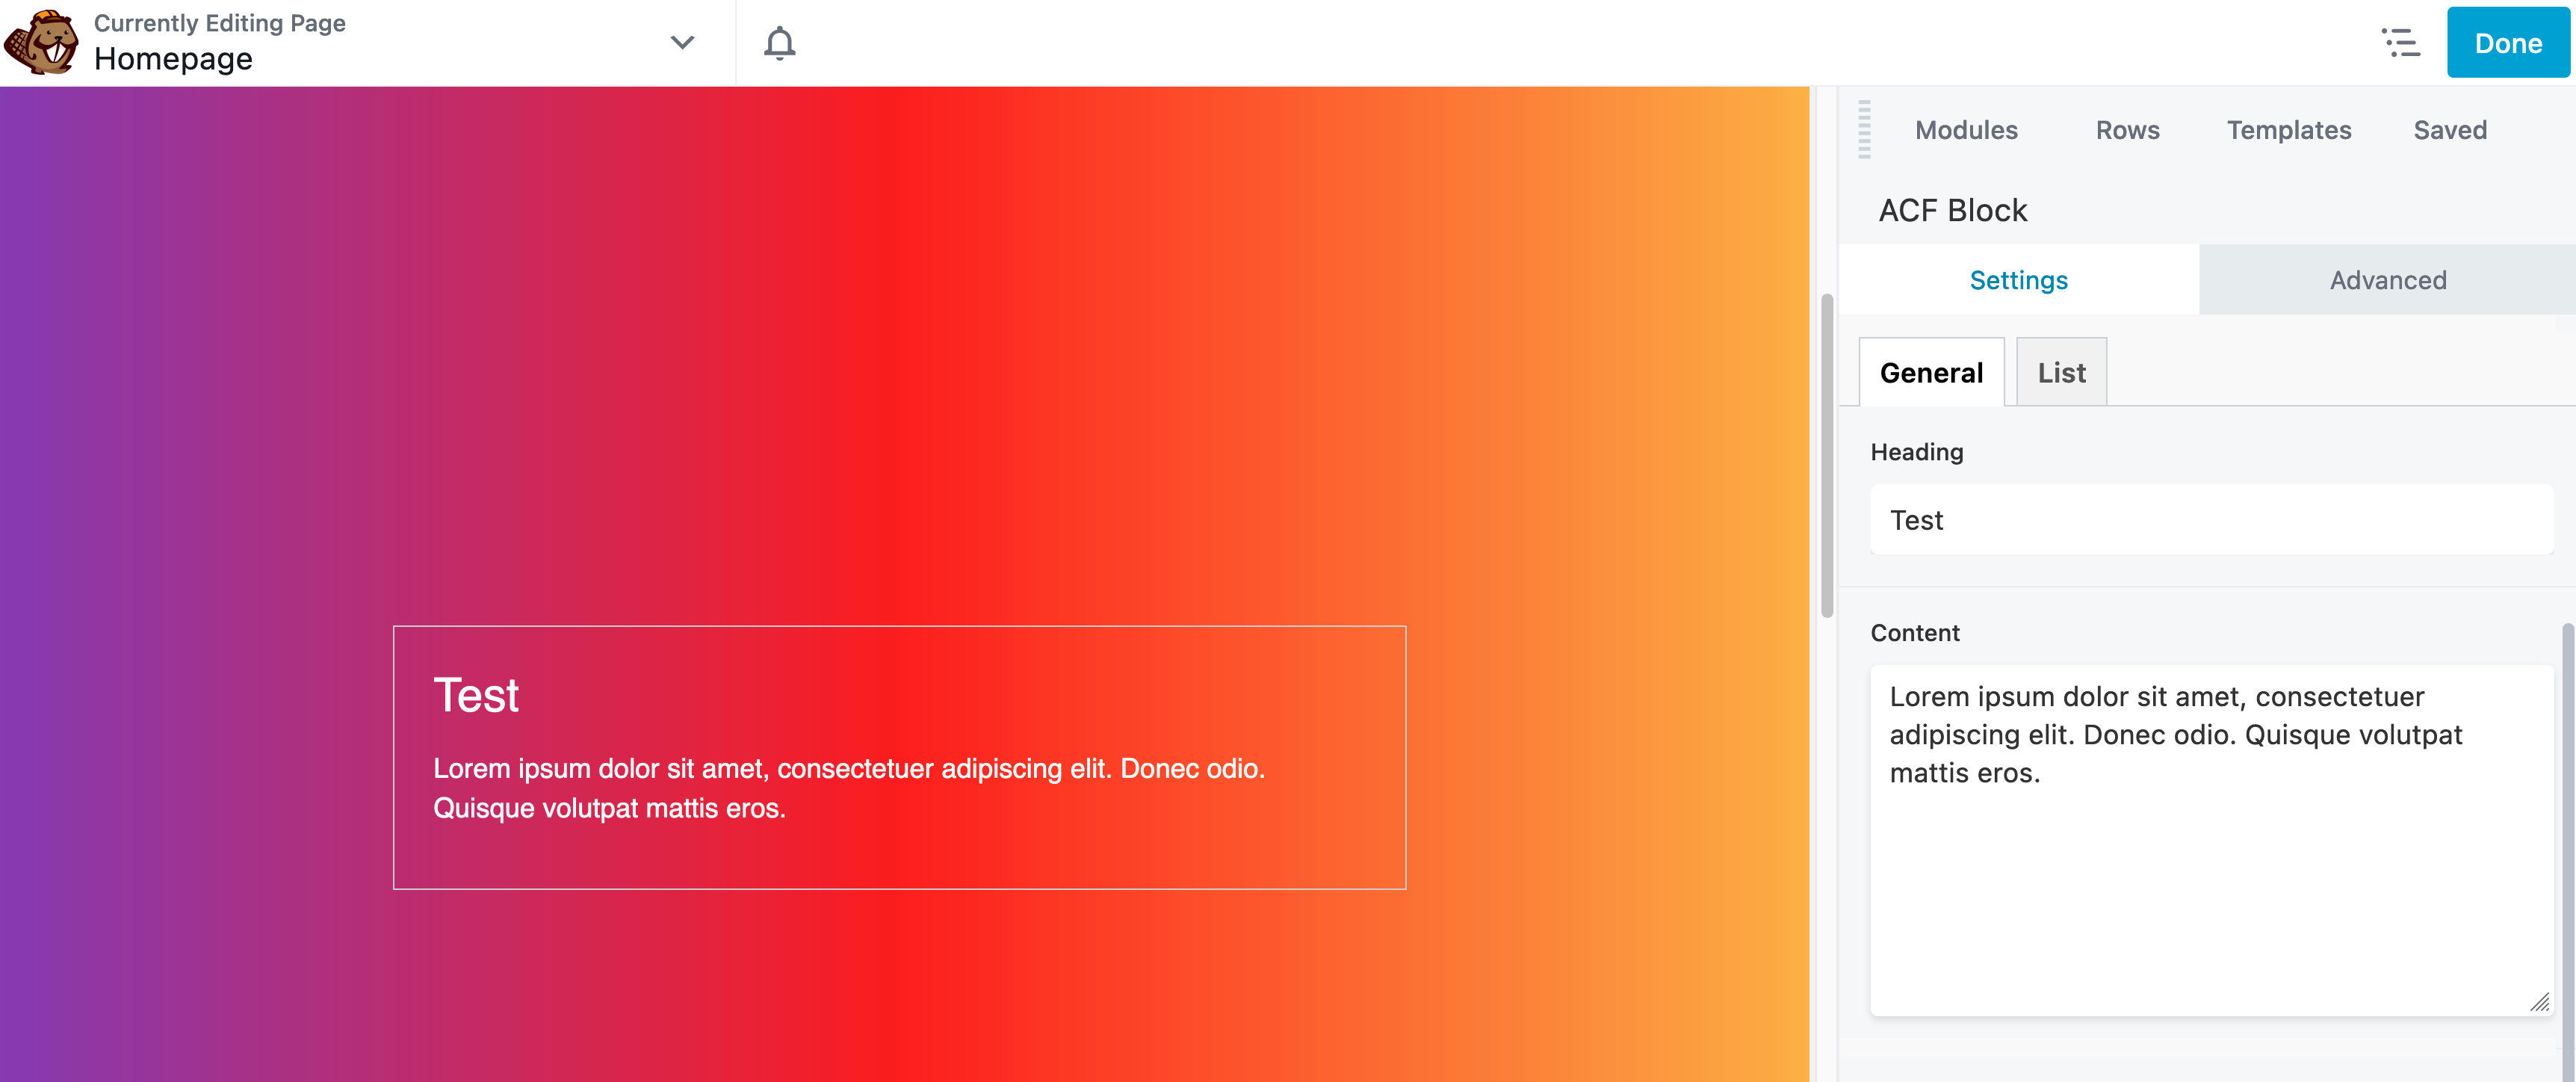 Currently Editing Page
Homepage
Done
Modules Rows Templates Saved
ACF Block
Settings Advanced
General List
Heading
Test
Content
Lorem ipsum dolor sit amet, consectetuer
adipiscing elit. Donec odio. Quisque volutpat
mattis eros.
Test
Lorem ipsum dolor sit amet, consectetuer adipiscing elit. Donec odio.
Quisque volutpat mattis eros.